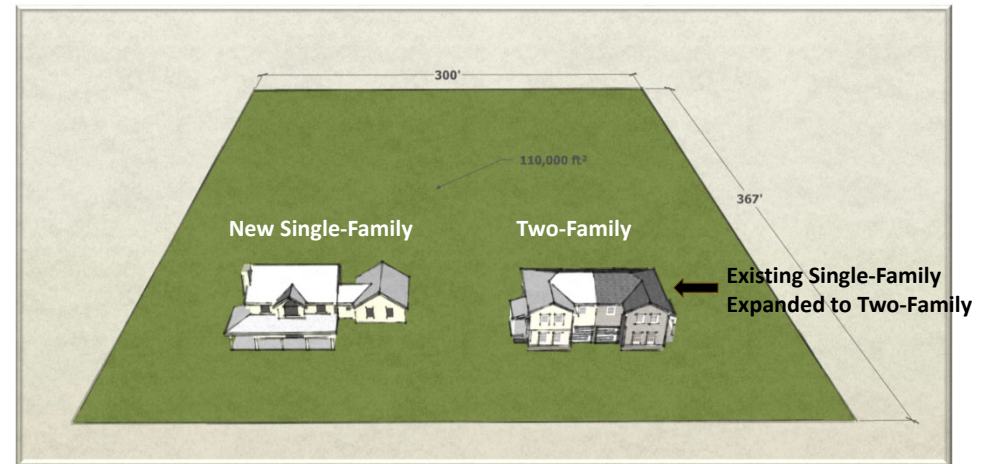 300'
110,000 ft²
367'
New Single-Family
Two-Family
Existing Single-Family
Expanded to Two-Family